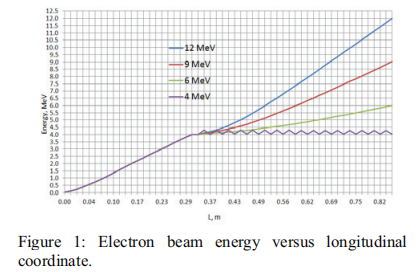 12.5
12.0
11.5
11.0
10.5
10.0
9.5
9.0
8.5
8.0
7.5
7.0
6.5
6.0
5.5
5.0
4.5
4.0
3.5
3.0
2.5
2.0
1.5
1.0
0.5
0.0
Energy, MeV
12 MeV
9 MeV
6 MeV
4 MeV
0.00 0.04 0.10 0.13 0.17 0.23 0.29 0.31 0.37 0.43 0.49 0.56 0.62 0.69 0.75 0.82
L, m
Figure 1: Electron beam energy versus longitudinal
coordinate.